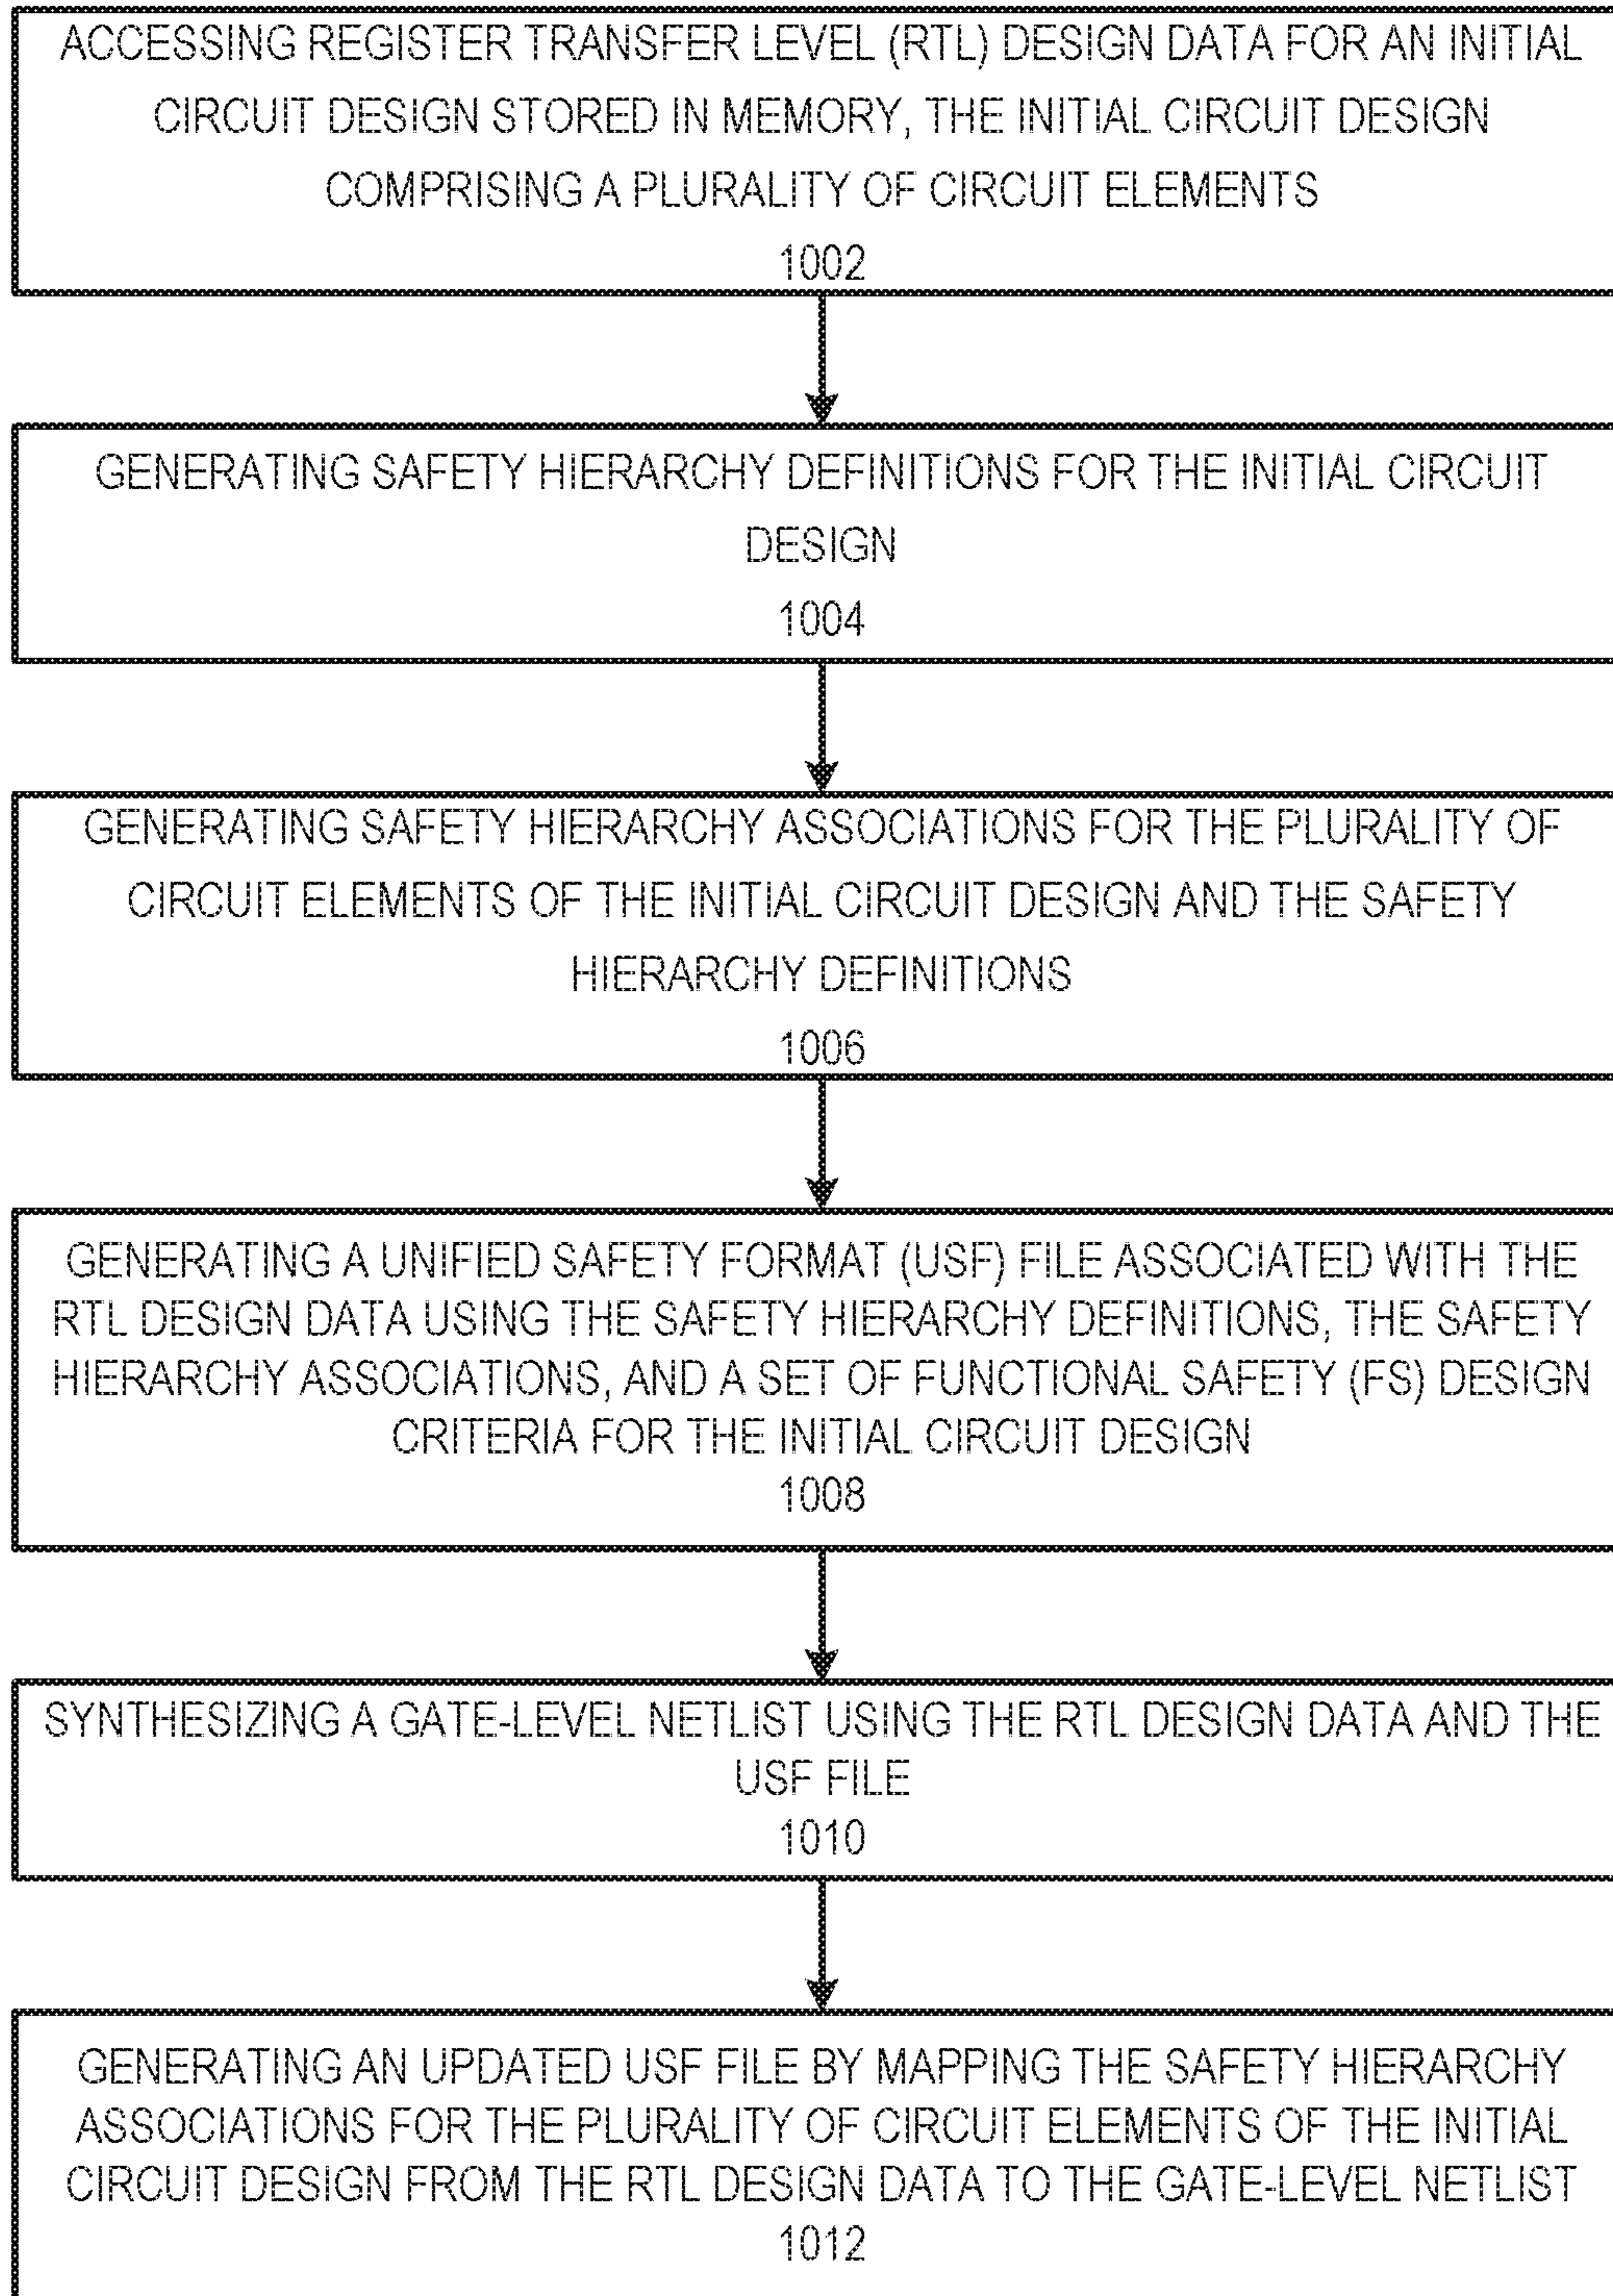 ACCESSING REGISTER TRANSFER LEVEL (RTL) DESIGN DATA FOR AN INITIAL
CIRCUIT DESIGN STORED IN MEMORY, THE INITIAL CIRCUIT DESIGN
COMPRISING A PLURALITY OF CIRCUIT ELEMENTS
1002
GENERATING SAFETY HIERARCHY DEFINITIONS FOR THE INITIAL CIRCUIT
DESIGN
1004
GENERATING SAFETY HIERARCHY ASSOCIATIONS FOR THE PLURALITY OF
CIRCUIT ELEMENTS OF THE INITIAL CIRCUIT DESIGN AND THE SAFETY
HIERARCHY DEFINITIONS
1006
GENERATING A UNIFIED SAFETY FORMAT (USF) FILE ASSOCIATED WITH THE
RTL DESIGN DATA USING THE SAFETY HIERARCHY DEFINITIONS, THE SAFETY
HIERARCHY ASSOCIATIONS, AND A SET OF FUNCTIONAL SAFETY (FS) DESIGN
CRITERIA FOR THE INITIAL CIRCUIT DESIGN
1008
SYNTHESIZING A GATE-LEVEL NETLIST USING THE RTL DESIGN DATA AND THE
USF FILE
1010
GENERATING AN UPDATED USF FILE BY MAPPING THE SAFETY HIERARCHY
ASSOCIATIONS FOR THE PLURALITY OF CIRCUIT ELEMENTS OF THE INITIAL
CIRCUIT DESIGN FROM THE RTL DESIGN DATA TO THE GATE-LEVEL NETLIST
1012